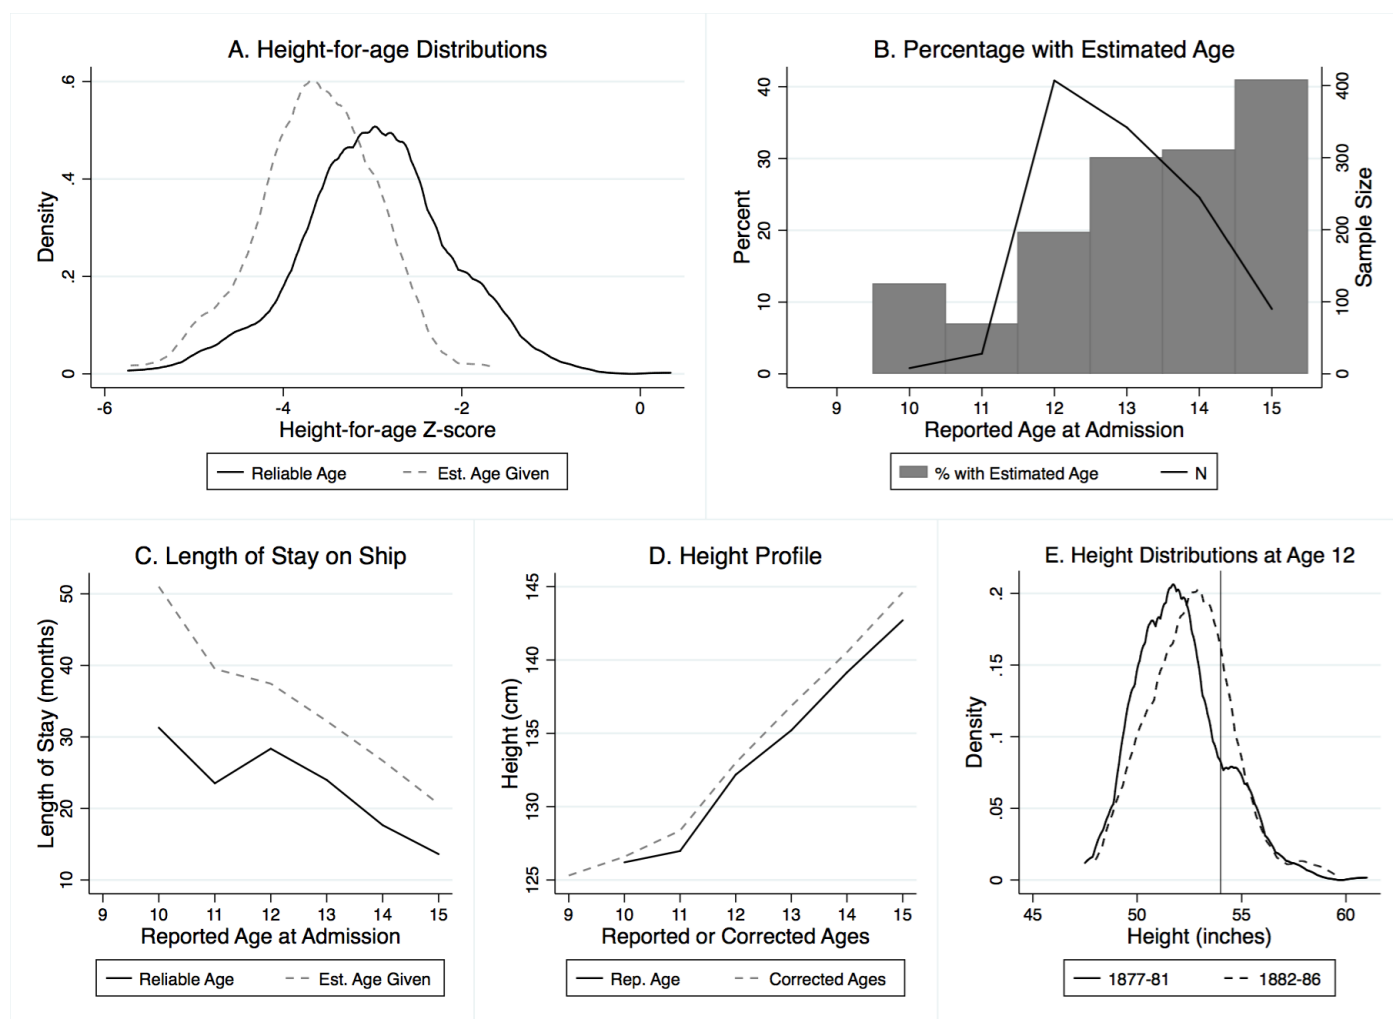 A. Height-for-age Distributions
Density
.6
.4
.2
0
-6 -4 -2 0
Height-for-age Z-score
Reliable Age Est. Age Given
B. Percentage with Estimated Age
Percent
40
30
20
10
0
400
300
200
100
0
Sample Size
9 10 11 12 13 14 15
Reported Age at Admission
% with Estimated Age N
C. Length of Stay on Ship
Length of Stay (months)
50
40
30
20
10
9 10 11 12 13 14 15
Reported Age at Admission
Reliable Age Est. Age Given
D. Height Profile
Height (cm)
145
140
135
130
125
9 10 11 12 13 14 15
Reported or Corrected Ages
Rep. Age Corrected Ages
E. Height Distributions at Age 12
Density
.2
.15
.1
.05
0
45 50 55 60
Height (inches)
1877-81 1882-86